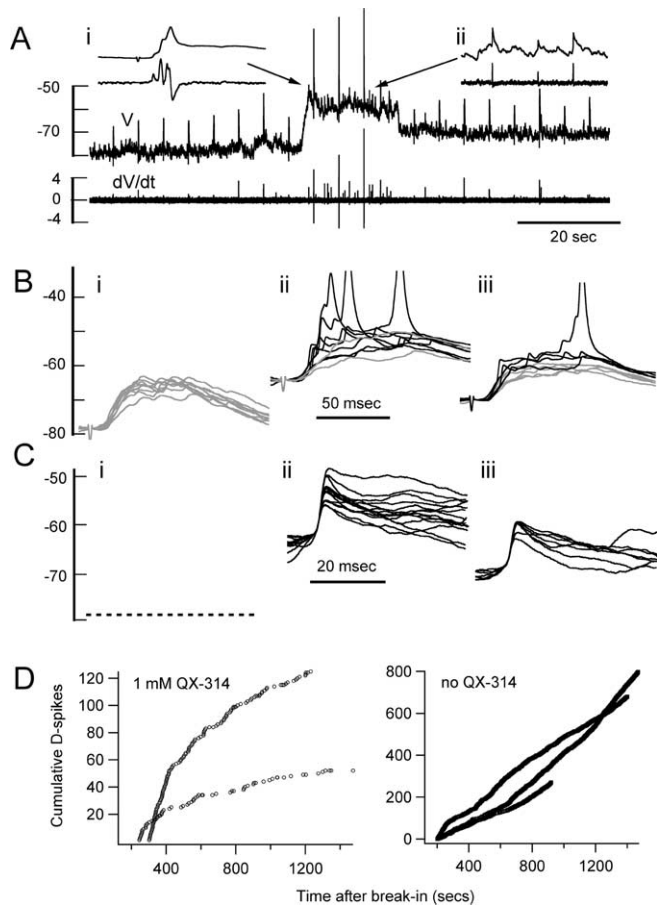 A
i
ii
-50
V
-70
dV/dt
4
0
-4
20 sec
B
i
ii
iii
-40
-60
-80
50 msec
C
i
ii
iii
-50
-60
-70
20 msec
D
1 mM QX-314
no QX-314
Cumulative D-spikes
120
100
80
60
40
20
400
800
1200
800
600
400
200
0
400
800
1200
Time after break-in (secs)